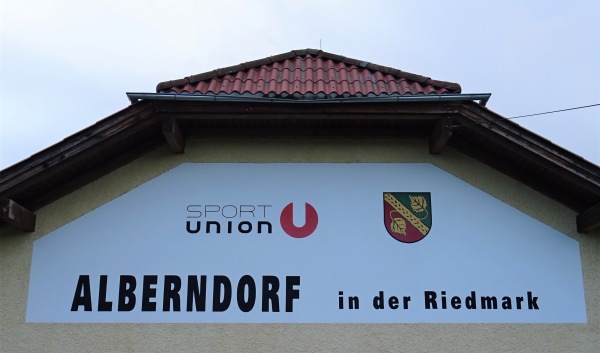 SPORT
UNION
ALBERNDORF in der Riedmark